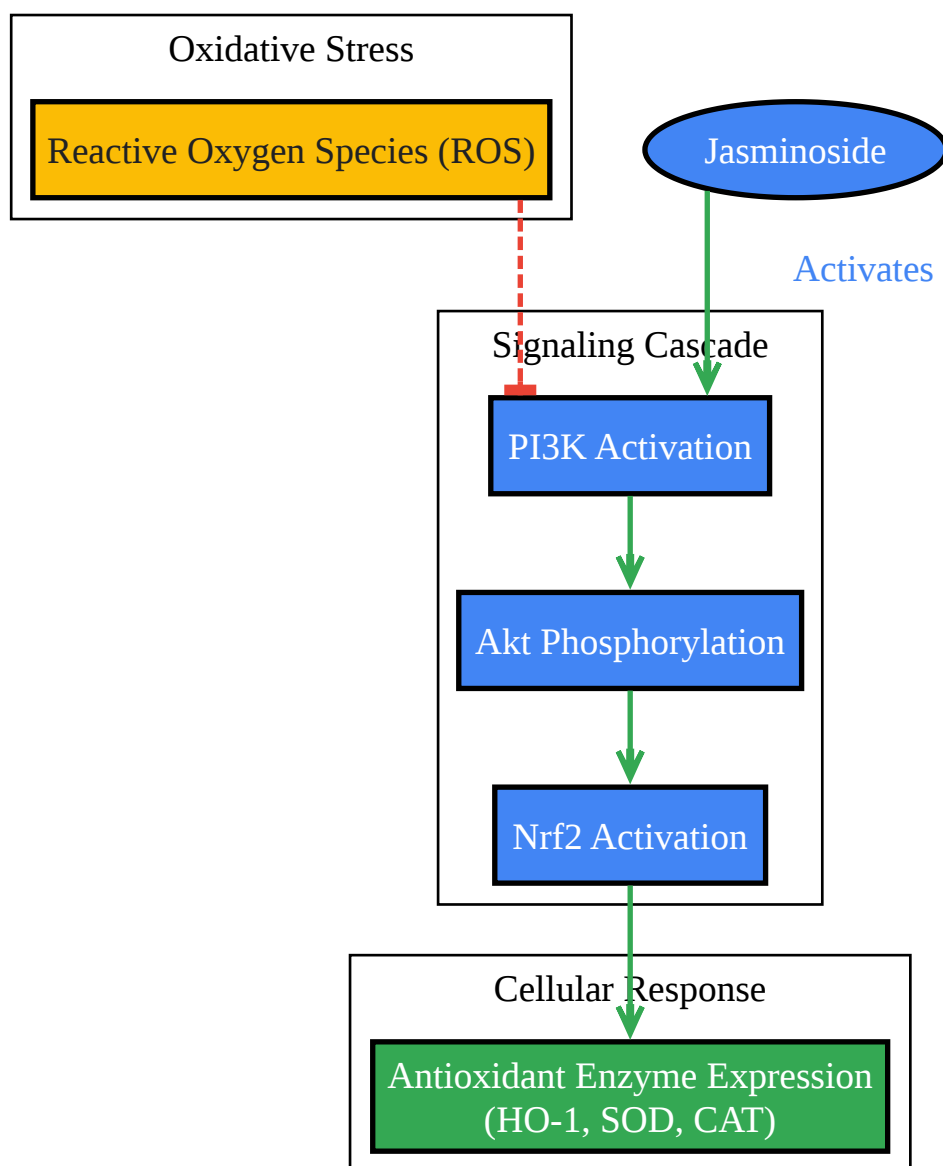 Oxidative Stress
Reactive Oxygen Species (ROS)
Jasminoside
Activates
Signaling Cascade
PI3K Activation
Akt Phosphorylation
Nrf2 Activation
Cellular Response
Antioxidant Enzyme Expression
(HO-1, SOD, CAT)